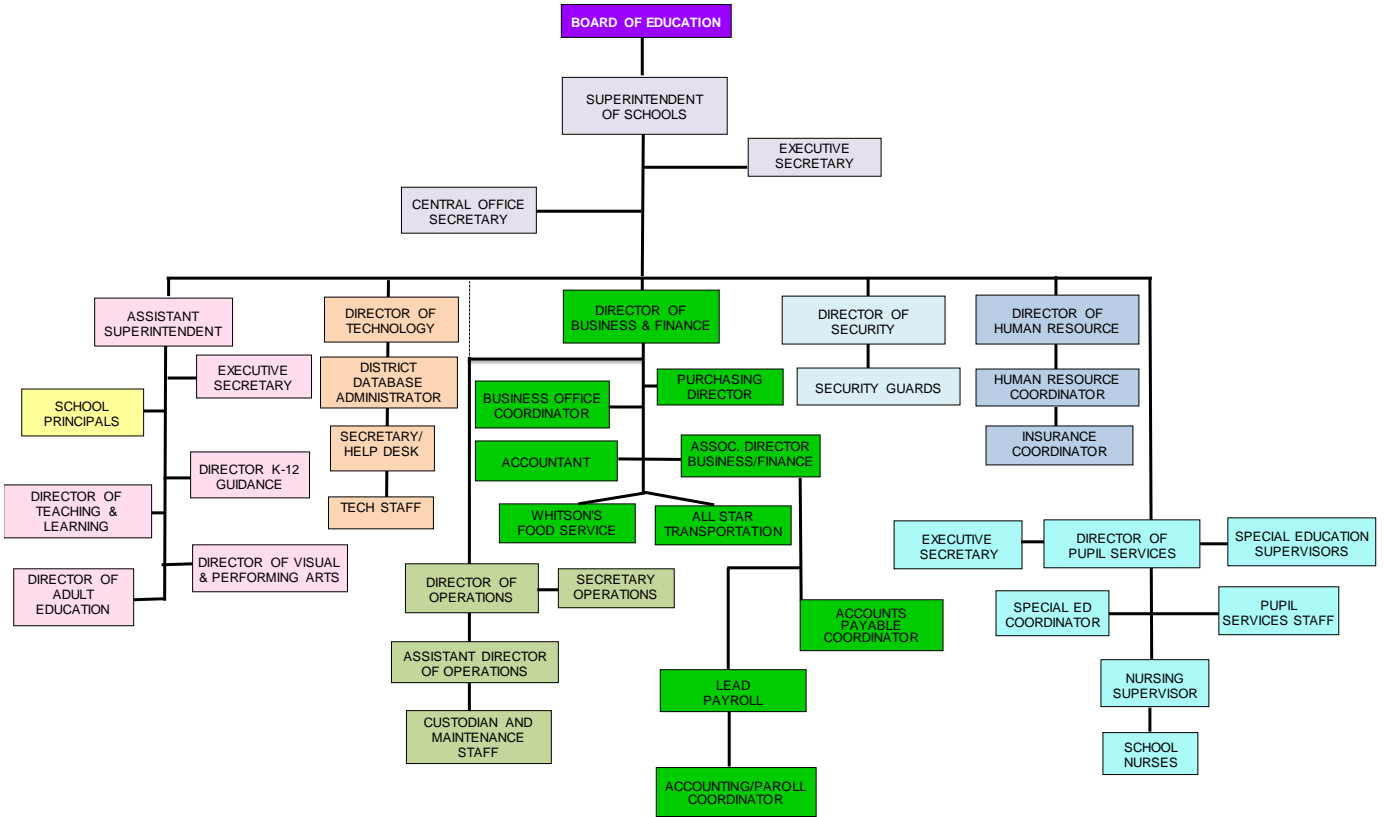 BOARD OF EDUCATION
SUPERINTENDENT
OF SCHOOLS
EXECUTIVE
SECRETARY
CENTRAL OFFICE
SECRETARY
ASSISTANT
SUPERINTENDENT
EXECUTIVE
SECRETARY
SCHOOL
PRINCIPALS
DIRECTOR K-12
GUIDANCE
DIRECTOR OF
TEACHING &
LEARNING
DIRECTOR OF VISUAL
& PERFORMING ARTS
DIRECTOR OF
ADULT
EDUCATION
DIRECTOR OF
TECHNOLOGY
DISTRICT
DATABASE
ADMINISTRATOR
SECRETARY/
HELP DESK
TECH STAFF
DIRECTOR OF
BUSINESS & FINANCE
PURCHASING
DIRECTOR
BUSINESS OFFICE
COORDINATOR
ACCOUNTANT
ASSOC. DIRECTOR
BUSINESS/FINANCE
WHITSON'S
FOOD SERVICE
ALL STAR
TRANSPORTATION
DIRECTOR OF
OPERATIONS
SECRETARY
OPERATIONS
ASSISTANT DIRECTOR
OF OPERATIONS
CUSTODIAN AND
MAINTENANCE
STAFF
ACCOUNTS
PAYABLE
COORDINATOR
LEAD
PAYROLL
ACCOUNTING/PAROLL
COORDINATOR
DIRECTOR OF
SECURITY
SECURITY GUARDS
DIRECTOR OF
HUMAN RESOURCE
HUMAN RESOURCE
COORDINATOR
INSURANCE
COORDINATOR
EXECUTIVE
SECRETARY
DIRECTOR OF
PUPIL SERVICES
SPECIAL EDUCATION
SUPERVISORS
SPECIAL ED
COORDINATOR
PUPIL
SERVICES STAFF
NURSING
SUPERVISOR
SCHOOL
NURSES